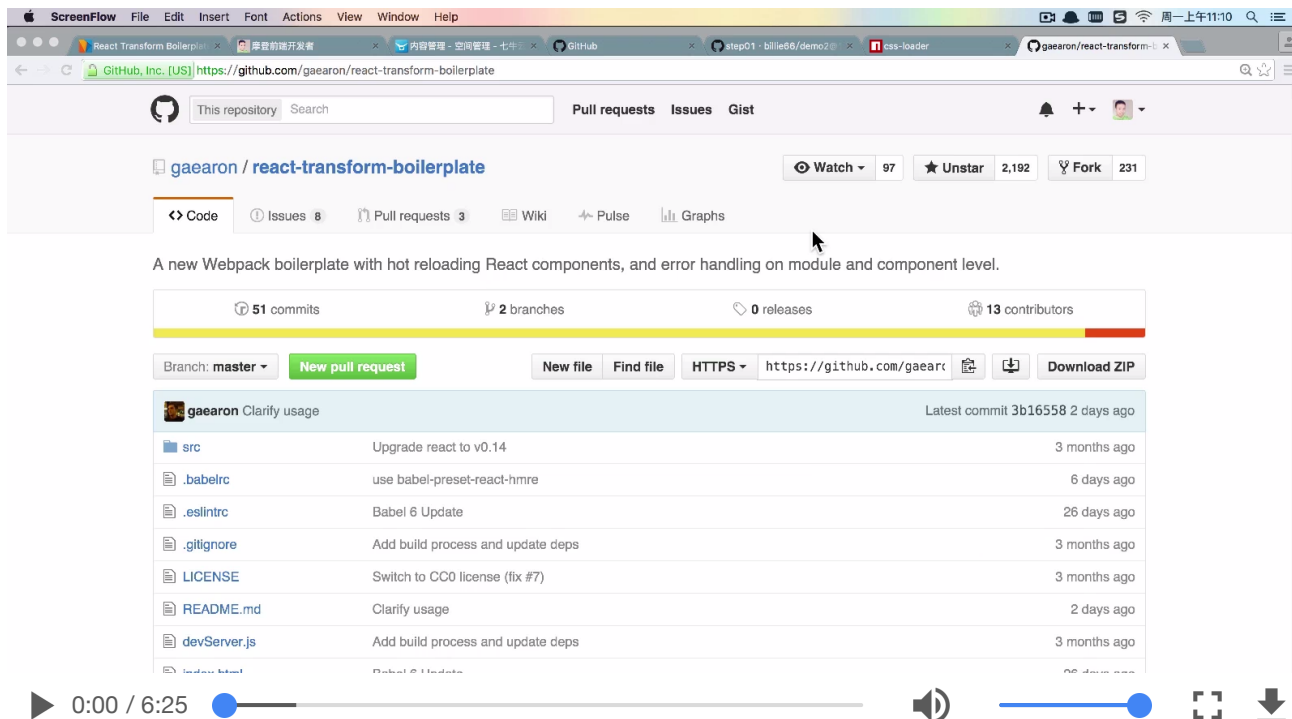 ScreenFlow File Edit Insert Font Actions View Window Help 周一上午11:10
React Transform Boilerplat 摩登前端开发者 内容管理 - 空间管理 - 七牛 GitHub step01 - billie66/demo2 css-loader gaearon/react-transform-b
GitHub, Inc. [US] https://github.com/gaearon/react-transform-boilerplate
This repository Search Pull requests Issues Gist
gaearon / react-transform-boilerplate Watch 97 Unstar 2,192 Fork 231
Code Issues 8 Pull requests 3 Wiki Pulse Graphs
A new Webpack boilerplate with hot reloading React components, and error handling on module and component level.
51 commits 2 branches 0 releases 13 contributors
Branch: master New pull request New file Find file HTTPS https://github.com/gaearc Download ZIP
gaearon Clarify usage Latest commit 3b16558 2 days ago
src Upgrade react to v0.14 3 months ago
.babelrc use babel-preset-react-hmre 6 days ago
.eslintrc Babel 6 Update 26 days ago
.gitignore Add build process and update deps 3 months ago
LICENSE Switch to CC0 license (fix #7) 3 months ago
README.md Clarify usage 2 days ago
devServer.js Add build process and update deps 3 months ago
index.html Babel 6 Update 26 days ago
0:00 / 6:25